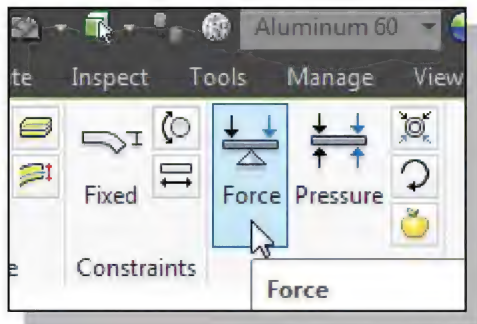 Aluminum 60
te Inspect Tools Manage View
Fixed Force Pressure
e Constraints
Force